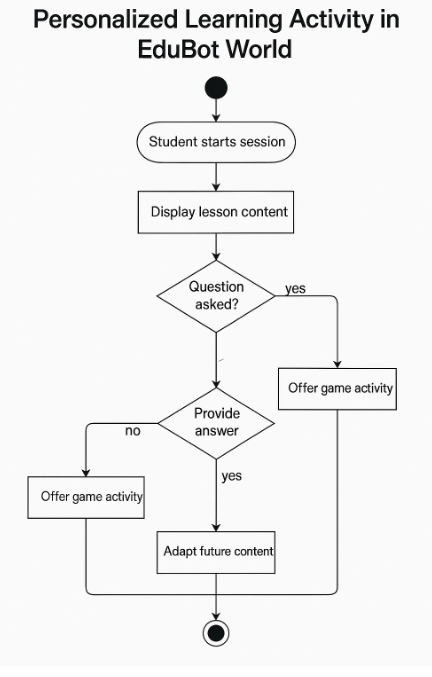 Personalized Learning Activity in
EduBot World
Student starts session
Display lesson content
Question
asked?
yes
Offer game activity
Provide
answer
no
yes
Offer game activity
Adapt future content